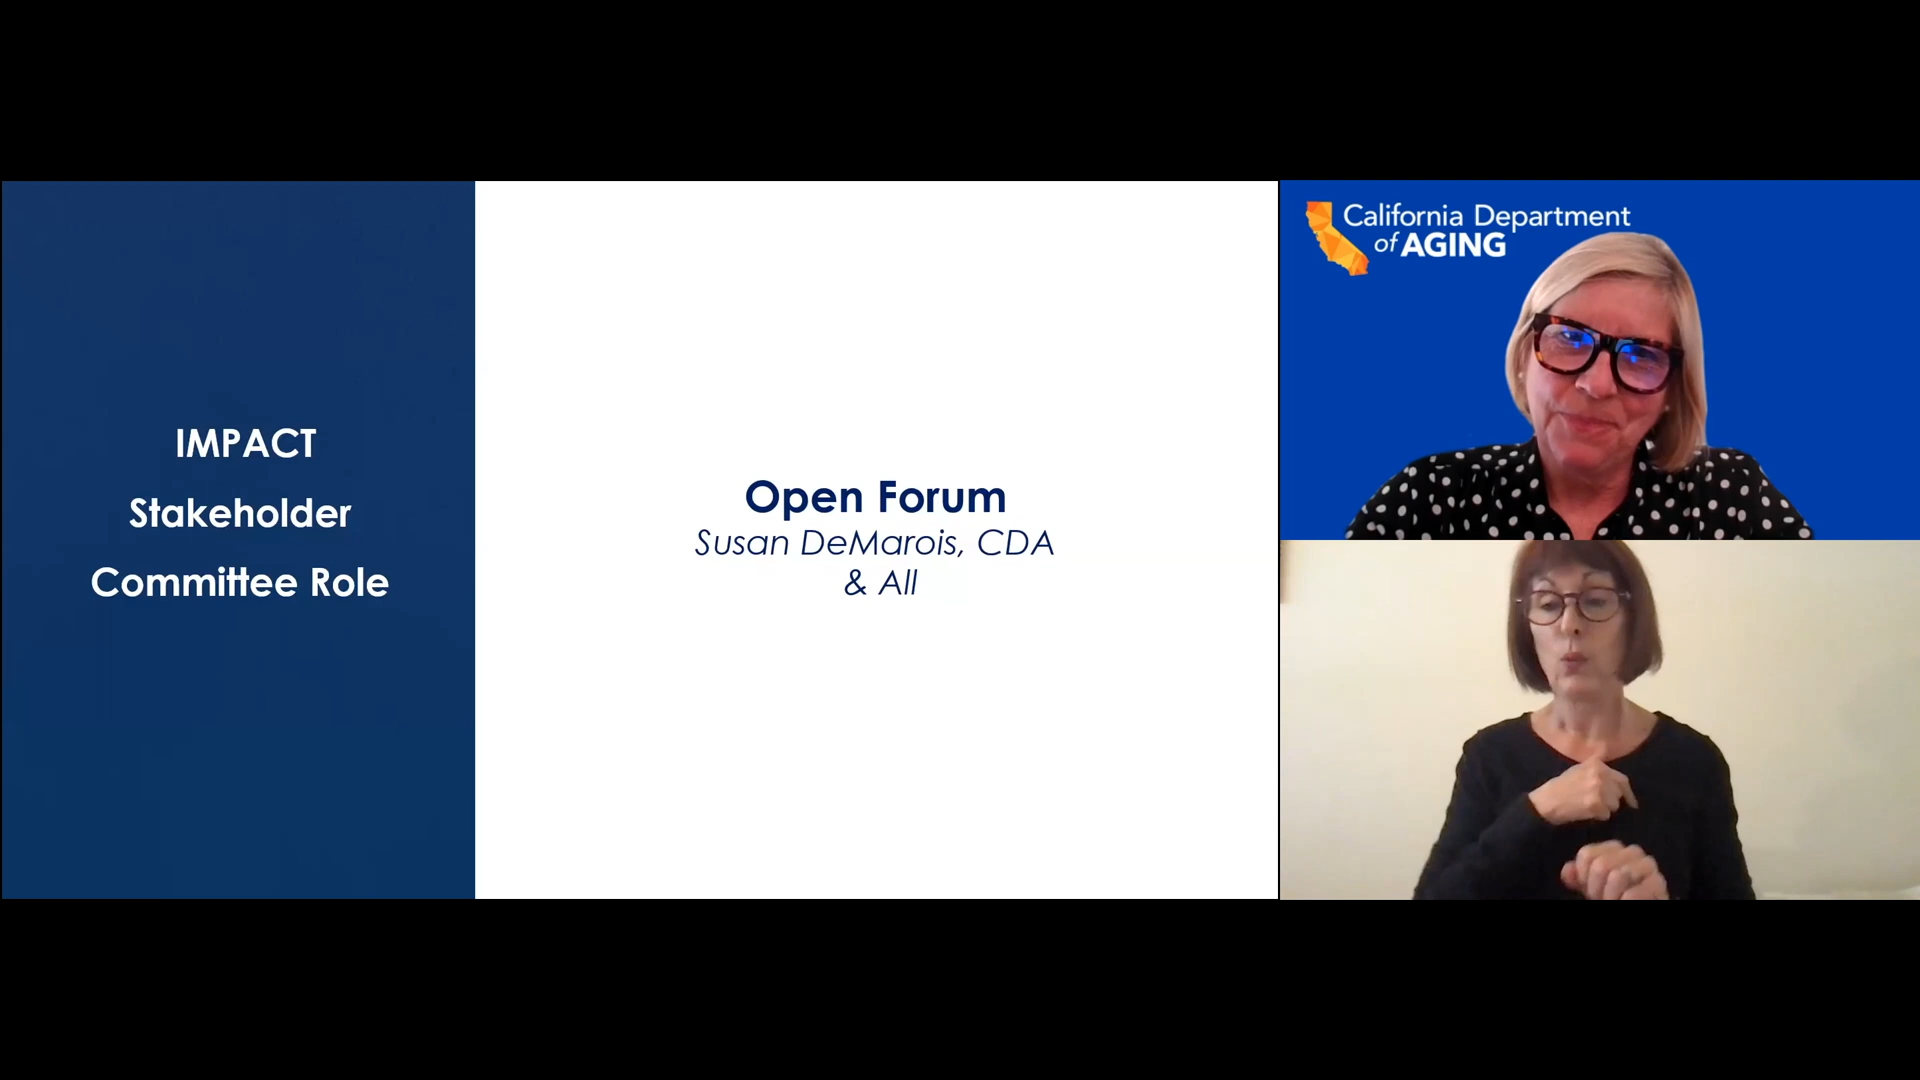 IMPACT
Stakeholder
Committee Role
Open Forum
Susan DeMarois, CDA
& All
California Department
of AGING